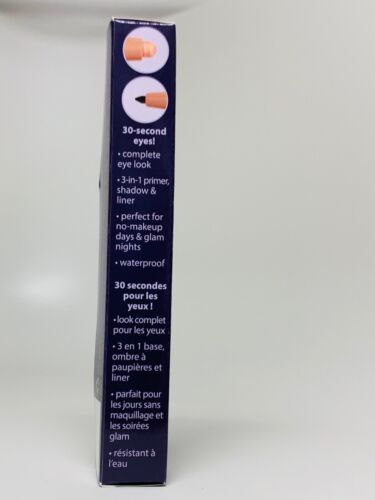 30-second
eyes!
• complete
eye look
• 3-in-1 primer,
shadow &
liner
• perfect for
no-makeup
days & glam
nights
• waterproof
30 secondes
pour les
yeux !
• look complet
pour les yeux
• 3 en 1 base,
ombre à
paupières et
liner
• parfait pour
les jours sans
maquillage et
les soirées
glam
• résistant à
l'eau